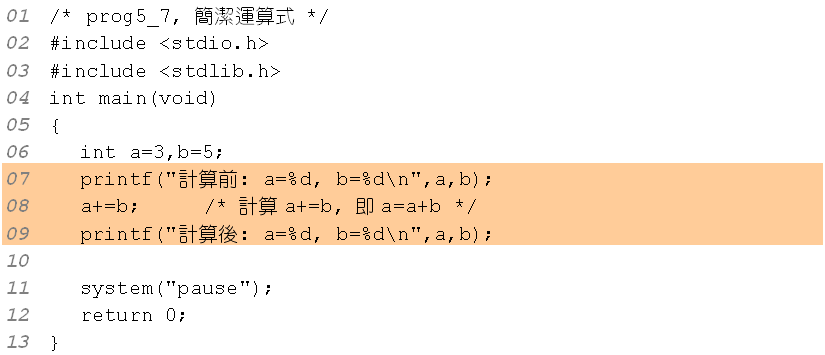 01 /* prog5_7, 簡潔運算式 */
02 #include <stdio.h>
03 #include <stdlib.h>
04 int main(void)
05 {
06 int a=3,b=5;
07 printf("計算前: a=%d, b=%d\n",a,b);
08 a+=b; /* 計算 a+=b, 即 a=a+b */
09 printf("計算後: a=%d, b=%d\n",a,b);
10
11 system("pause");
12 return 0;
13 }